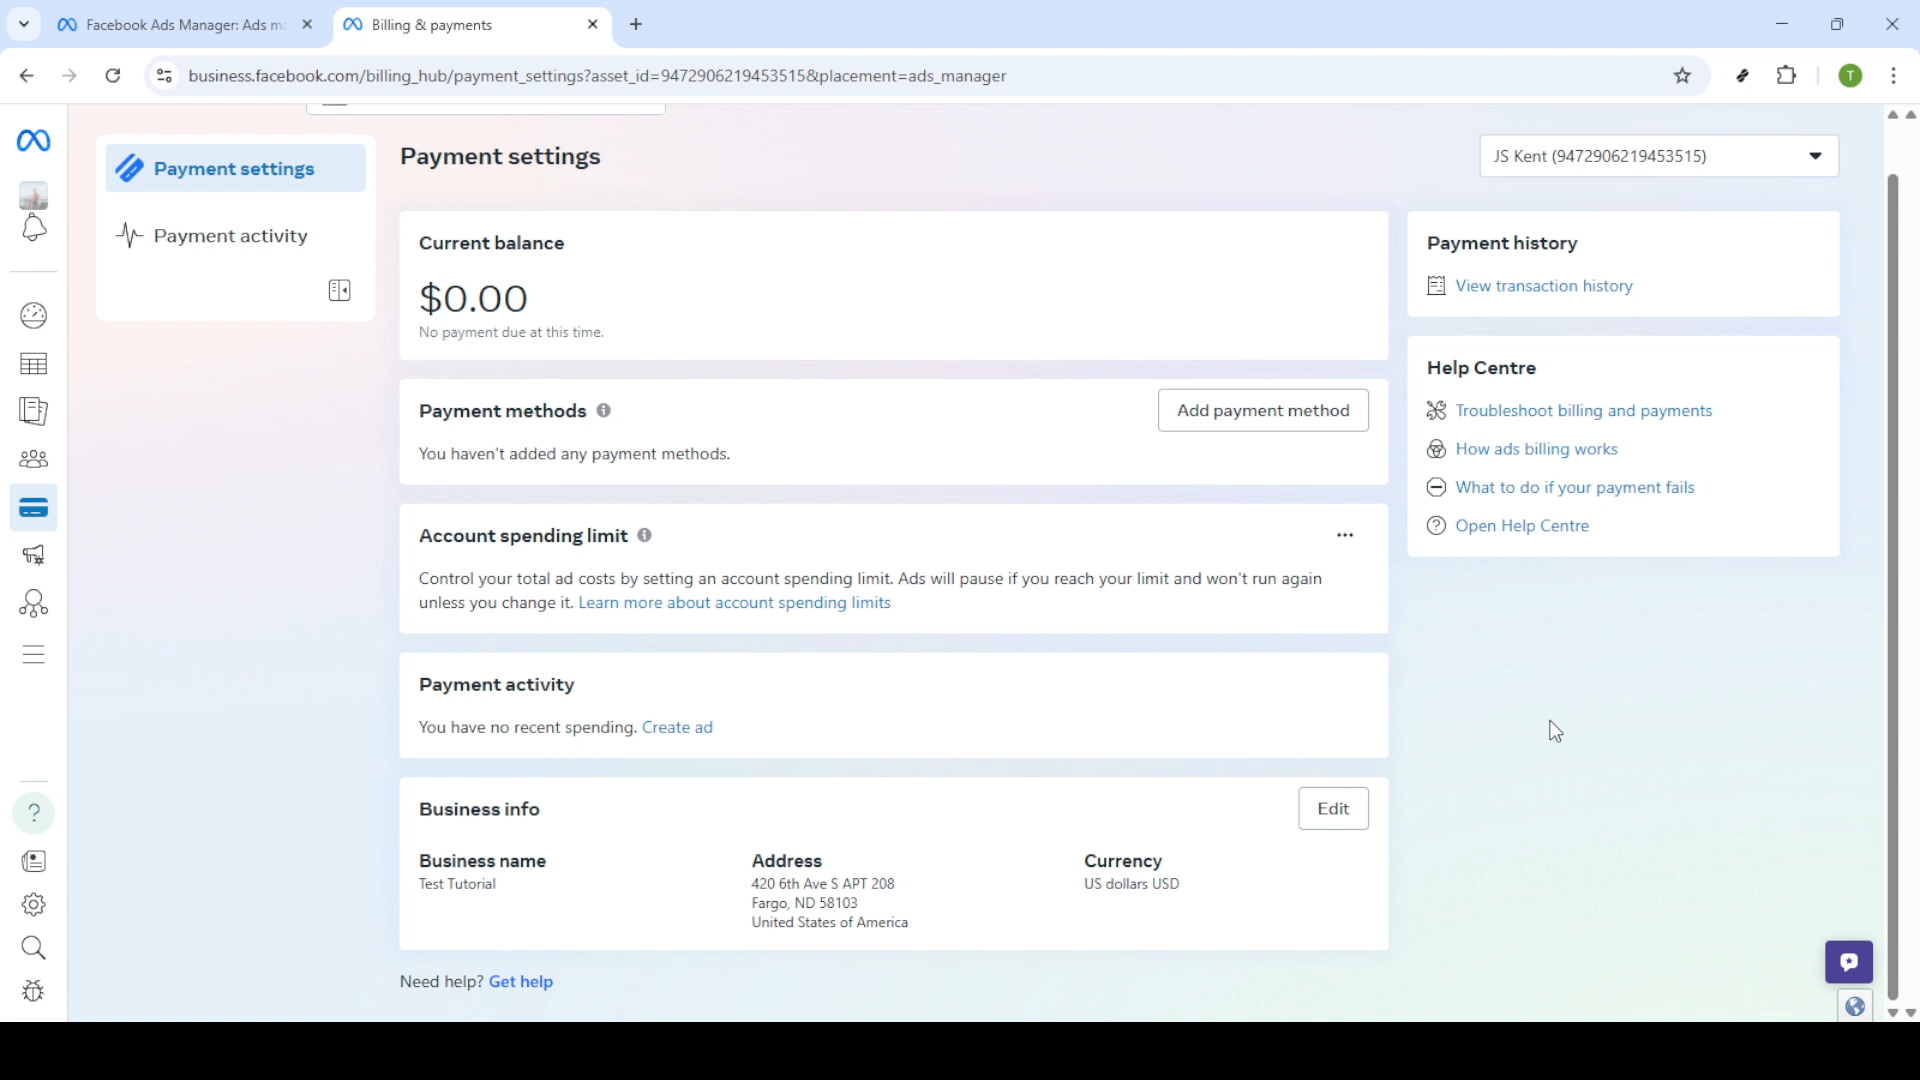 Facebook Ads Manager: Ads ma
Billing & payments
business.facebook.com/billing_hub/payment_settings?asset_id=9472906219453515&placement=ads_manager
T
Payment settings
Payment activity
Payment settings
JS Kent (9472906219453515)
Current balance
$0.00
No payment due at this time.
Payment methods
Add payment method
You haven't added any payment methods.
Account spending limit
Control your total ad costs by setting an account spending limit. Ads will pause if you reach your limit and won't run again
unless you change it. Learn more about account spending limits
Payment activity
You have no recent spending. Create ad
Business info
Edit
Business name
Test Tutorial
Address
420 6th Ave S APT 208
Fargo, ND 58103
United States of America
Currency
US dollars USD
Need help? Get help
Payment history
View transaction history
Help Centre
Troubleshoot billing and payments
How ads billing works
What to do if your payment fails
Open Help Centre